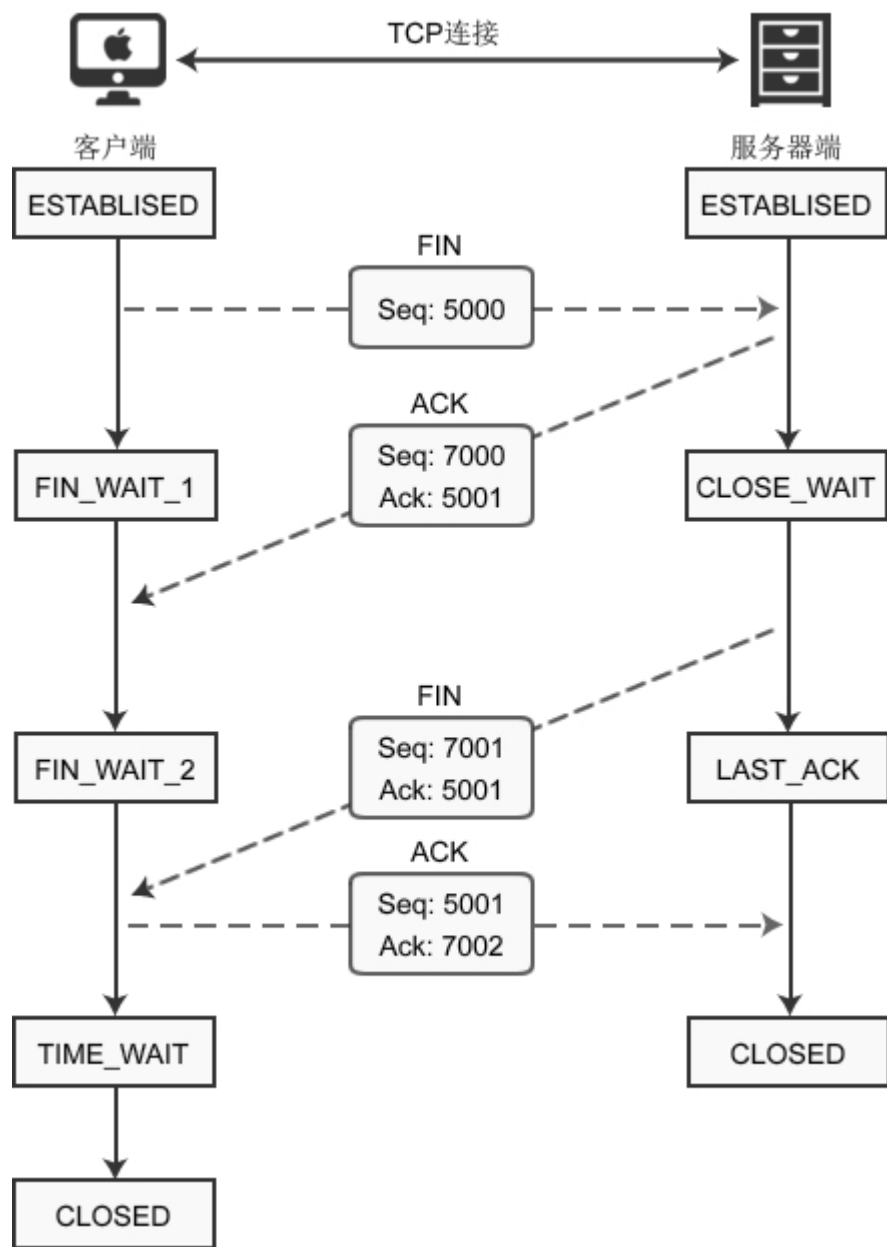 TCP连接
客户端
服务器端
ESTABLISED
ESTABLISED
FIN
Seq: 5000
ACK
Seq: 7000
Ack: 5001
FIN_WAIT_1
CLOSE_WAIT
FIN
Seq: 7001
Ack: 5001
FIN_WAIT_2
LAST_ACK
ACK
Seq: 5001
Ack: 7002
TIME_WAIT
CLOSED
CLOSED